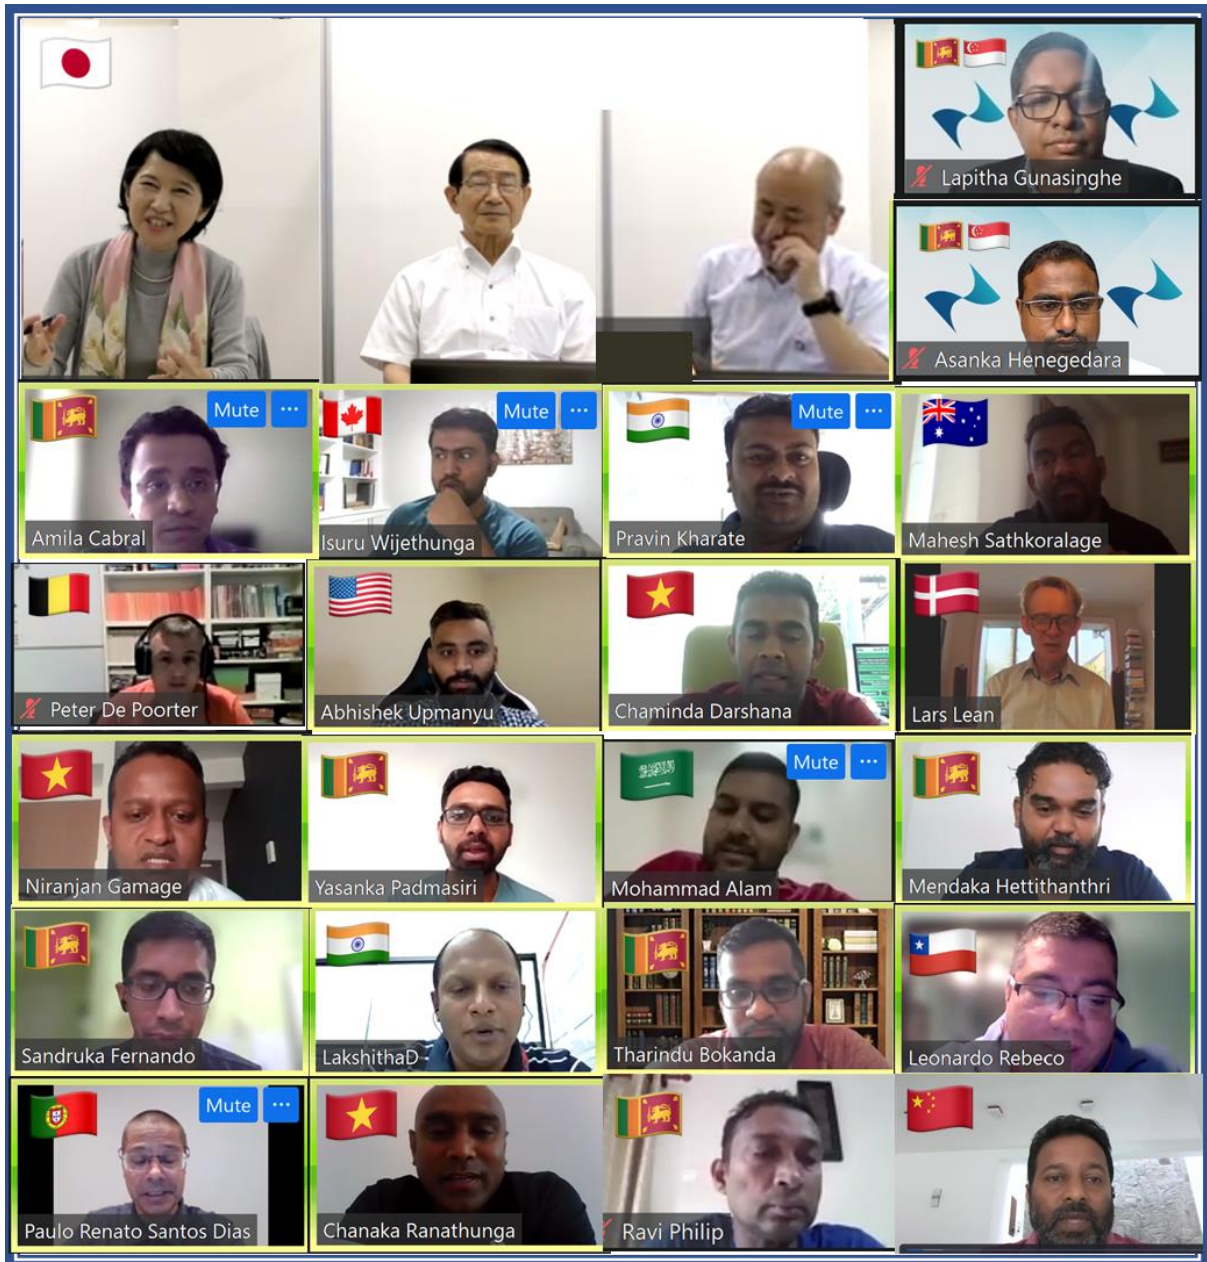 Lapitha Gunasinghe
Asanka Henegedara
Mute ...
Mute ...
Mute ...
Amila Cabral
Isuru Wijethunga
Pravin Kharate
Mahesh Sathkoralage
Peter De Poorter
Abhishek Upmanyu
Chaminda Darshana
Lars Lean
Mute ...
Niranjan Gamage
Yasanka Padmasiri
Mohammad Alam
Mendaka Hettithanthri
Sandruka Fernando
LakshithaD
Tharindu Bokanda
Leonardo Rebeco
Mute ...
Paulo Renato Santos Dias
Chanaka Ranathunga
Ravi Philip